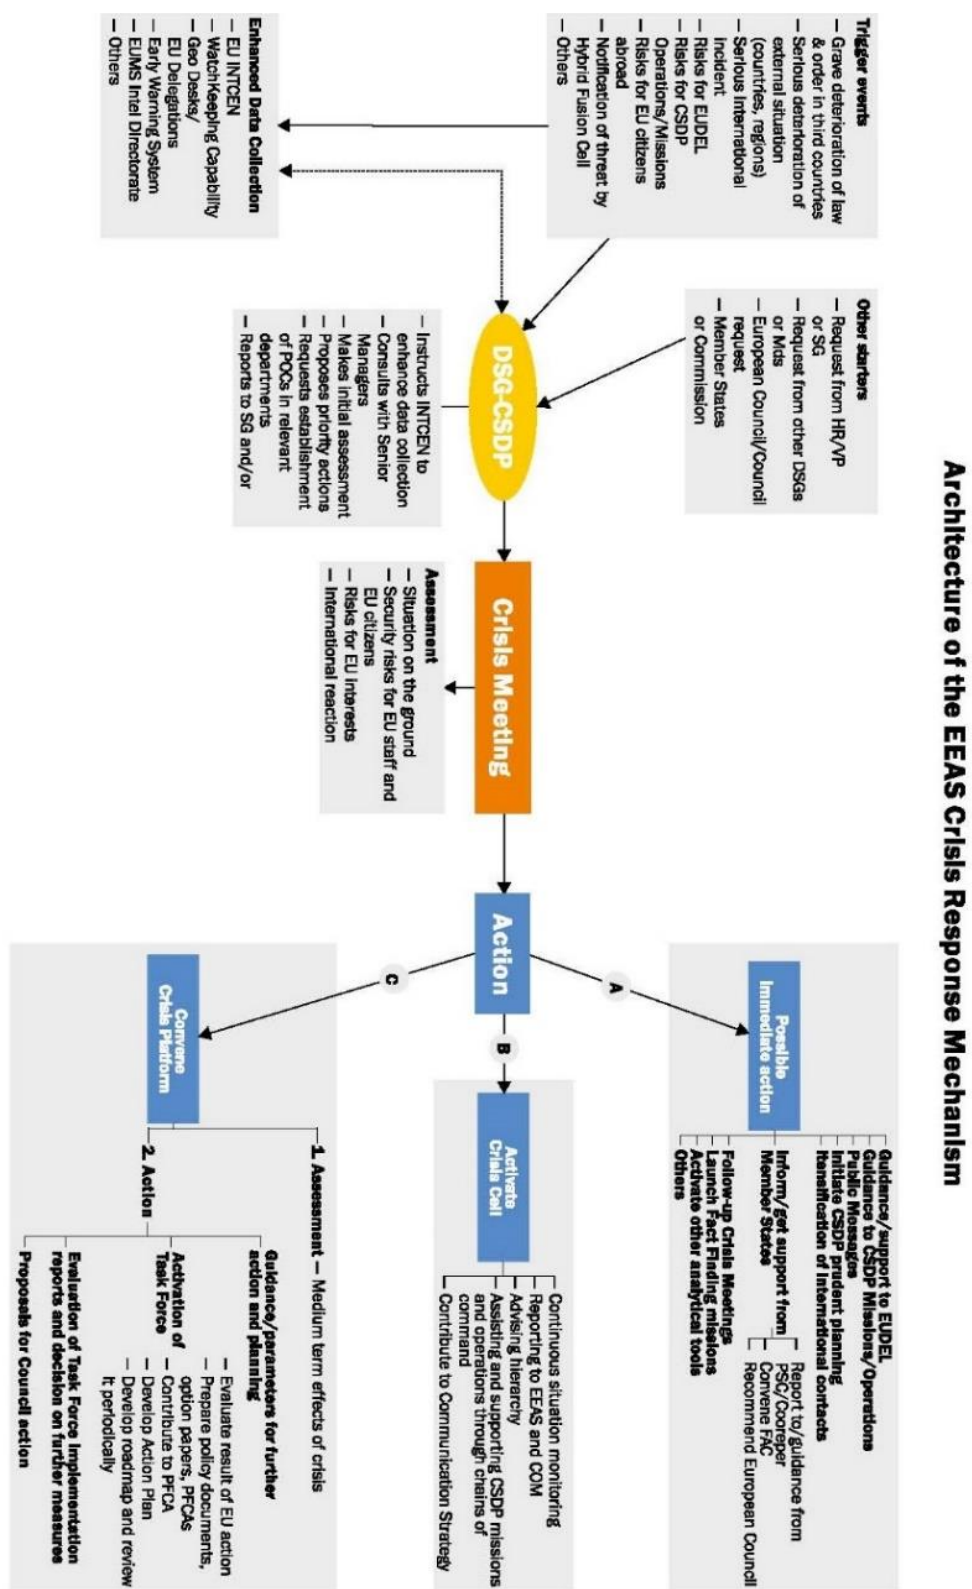 Architecture of the EEAS Crisis Response Mechanism
Trigger events
– Grave deterioration of law
& order in third countries
– Serious deterloration of
external situation
(countries, regions)
– Serious International
incident
– Risks for EUDEL
– Risks for CSDP
Operations/Missions
– Risks for EU citizens
abroad
– Notification of threat by
Hybrid Fusion Cell
– Others
Enhanced Data Collection
– EU INTCEN
– WatchKeeping Capability
– Geo Desks/
EU Delegations
– Early Warning System
– EUMS Intel Directorate
– Others
Other starters
– Request from HR/VP
or SG
– Request from other DSGs
or Mds
– European Council/Council
request
– Member States
or Commission
DSG-CSDP
– Instructs INTCEN to
enhance data collection
– Consults with Senior
Managers
– Makes initial assessment
– Proposes priority actions
– Requests establishment
of POCs in relevant
departments
– Reports to SG and/or
Crisis Meeting
Assessment
– Situation on the ground
– Security risks for EU staff and
EU citizens
– Risks for EU interests
– International reaction
Action
A
B
C
Possible
immediate action
Guidance/support to EUDEL
Guidance to CSDP Missions/Operations
Public Messages
Initiate CSDP prudent planning
Itensification of international contacts
Inform/get support from
Member States
– Report to/guidance from
PSC/Cooreper
– Convene FAC
– Recommend European Council
Follow-up Crisis Meetings
Launch Fact Finding missions
Activate other analytical tools
Others
Activate
Crisis Cell
Continuous situation monitoring
Reporting to EEAS and COM
Advising hierarchy
Assisting and supporting CSDP missions
and operations through chains of
command
Contribute to Communication Strategy
Convene
Crisis Platform
1. Assessment – Medium term effects of crisis
2. Action
Guidance/parameters for further
action and planning
Activation of
Task Force
– Evaluate result of EU action
– Prepare policy documents,
option papers, PFCAs
– Contribute to PFCA
– Develop Action Plan
– Develop roadmap and review
it periodically
Evaluation of Task Force Implementation
reports and decision on further measures
Proposals for Council action